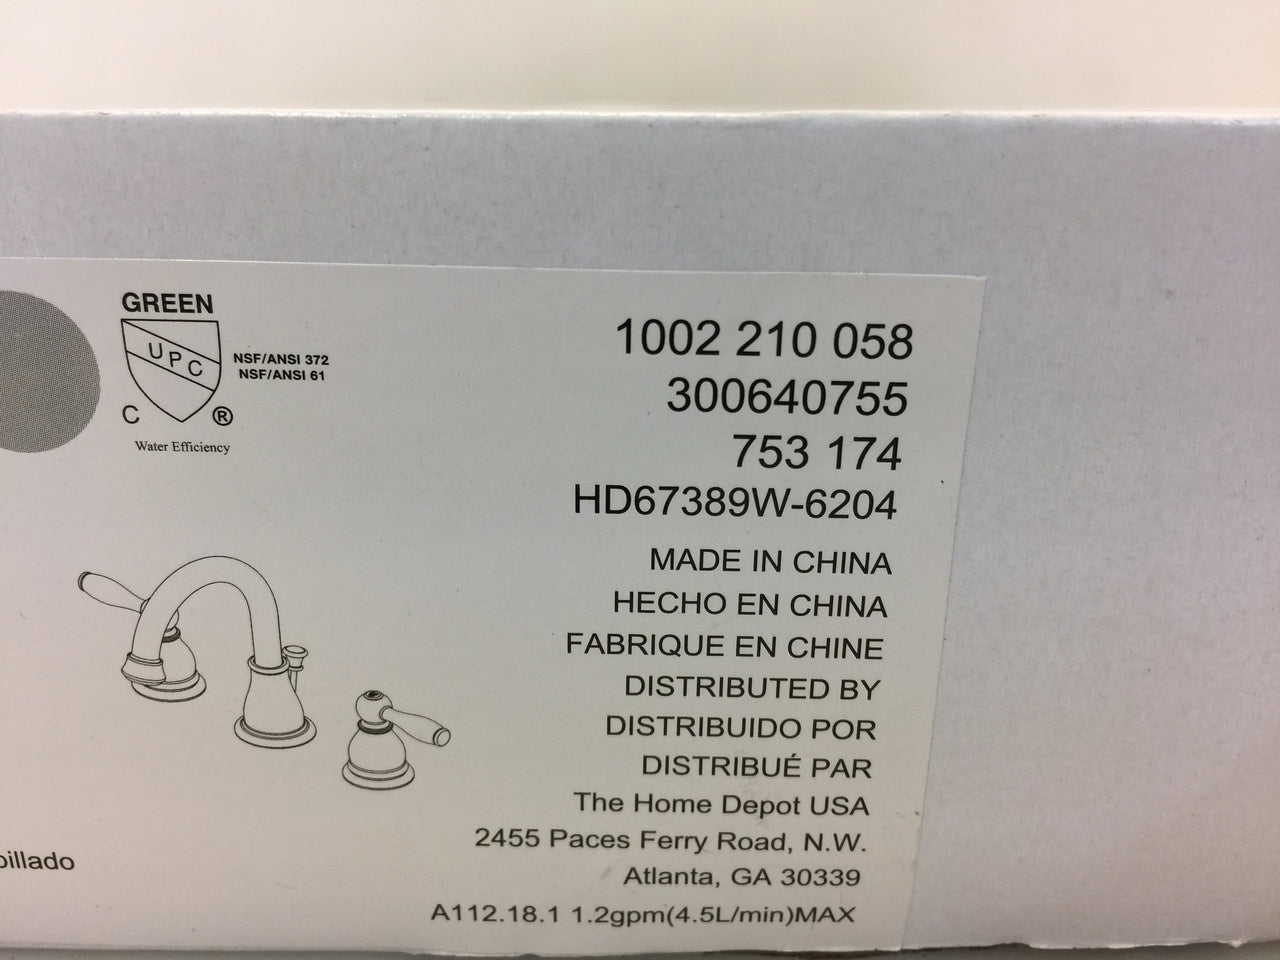 GREEN
UPC
NSF/ANSI 372
NSF/ANSI 61
C ®
Water Efficiency
1002 210 058
300640755
753 174
HD67389W-6204
MADE IN CHINA
HECHO EN CHINA
FABRIQUE EN CHINE
DISTRIBUTED BY
DISTRIBUIDO POR
DISTRIBUÉ PAR
The Home Depot USA
2455 Paces Ferry Road, N.W.
Atlanta, GA 30339
A112.18.1 1.2gpm(4.5L/min)MAX